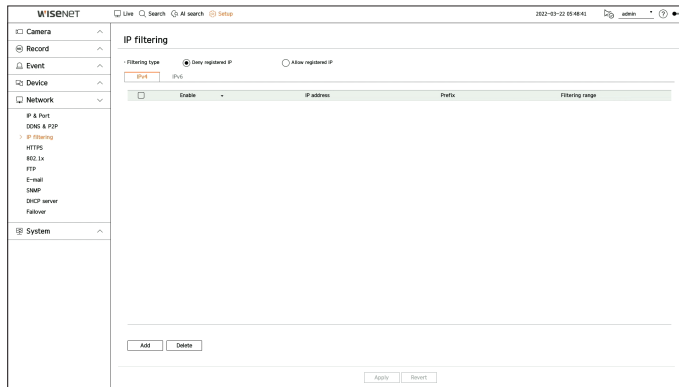 WISENET
Live Search AI search Setup 2022-03-22 05:48:41 admin
Camera
Record
Event
Device
Network
IP & Port
DDNS & P2P
IP filtering
HTTPS
802.1x
FTP
E-mail
SNMP
DHCP server
Failover
System
IP filtering
Filtering type Deny registered IP Allow registered IP
IPv4 IPv6
Enable IP address Prefix Filtering range
Add Delete
Apply Revert